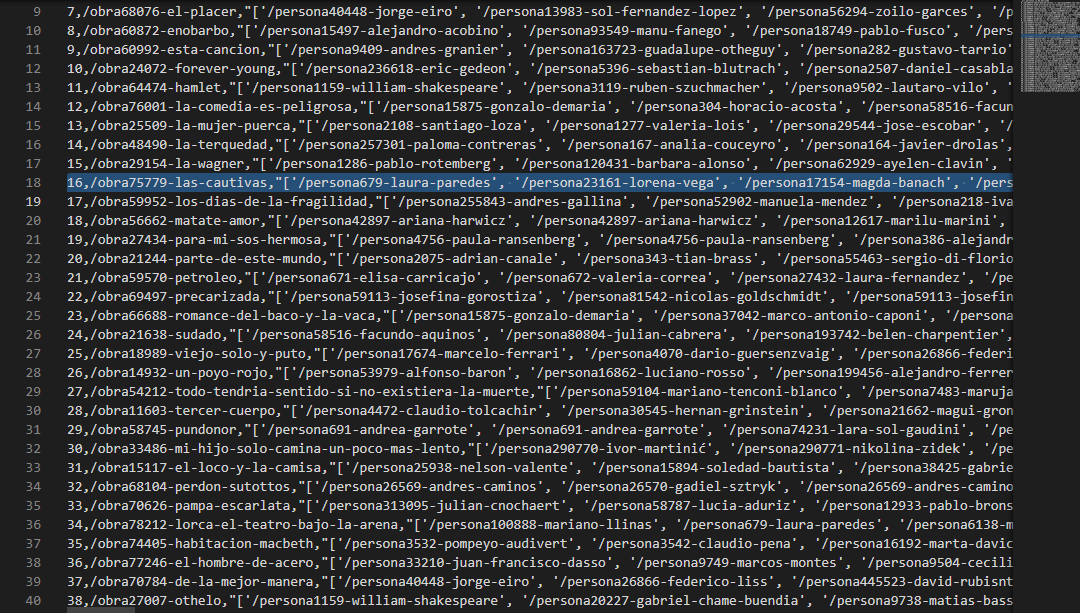 9 7,/obra68076-el-placer,"['/persona40448-jorge-eiro', '/persona13983-sol-fernandez-lopez', '/persona56294-zoilo-garces', '/p
10 8,/obra60872-enobarbo,"['/persona15497-alejandro-acobino', '/persona93549-manu-fanego', '/persona18749-pablo-fusco', '/pers
11 9,/obra60992-esta-cancion,"['/persona9409-andres-granier', '/persona163723-guadalupe-otheguy', '/persona282-gustavo-tarrio'
12 10,/obra24072-forever-young,"['/persona236618-eric-gedeon', '/persona5396-sebastian-blutrach', '/persona2507-daniel-casabla
13 11,/obra64474-hamlet,"['/persona1159-william-shakespeare', '/persona3119-ruben-szuchmacher', '/persona9502-lautaro-vilo', '
14 12,/obra76001-la-comedia-es-peligrosa,"['/persona15875-gonzalo-demaria', '/persona304-horacio-acosta', '/persona58516-facun
15 13,/obra25509-la-mujer-puerca,"['/persona2108-santiago-loza', '/persona1277-valeria-lois', '/persona29544-jose-escobar', '/
16 14,/obra48490-la-terquedad,"['/persona257301-paloma-contreras', '/persona167-analia-couceyro', '/persona164-javier-drolas',
17 15,/obra29154-la-wagner,"['/persona1286-pablo-rotemberg', '/persona120431-barbara-alonso', '/persona62929-ayelen-clavin', '
18 16,/obra75779-las-cautivas,"['/persona679-laura-paredes', '/persona23161-lorena-vega', '/persona17154-magda-banach', '/pers
19 17,/obra59952-los-dias-de-la-fragilidad,"['/persona255843-andres-gallina', '/persona52902-manuela-mendez', '/persona218-iva
20 18,/obra56662-matate-amor,"['/persona42897-ariana-harwicz', '/persona42897-ariana-harwicz', '/persona12617-marilu-marini',
21 19,/obra27434-para-mi-sos-hermosa,"['/persona4756-paula-ransenberg', '/persona4756-paula-ransenberg', '/persona386-alejandr
22 20,/obra21244-parte-de-este-mundo,"['/persona2075-adrian-canale', '/persona343-tian-brass', '/persona55463-sergio-di-florio
23 21,/obra59570-petroleo,"['/persona671-elisa-carricajo', '/persona672-valeria-correa', '/persona27432-laura-fernandez', '/pe
24 22,/obra69497-precarizada,"['/persona59113-josefina-gorostiza', '/persona81542-nicolas-goldschmidt', '/persona59113-josefin
25 23,/obra66688-romance-del-baco-y-la-vaca,"['/persona15875-gonzalo-demaria', '/persona37042-marco-antonio-caponi', '/persona
26 24,/obra21638-sudado,"['/persona58516-facundo-aquinos', '/persona80804-julian-cabrera', '/persona193742-belen-charpentier',
27 25,/obra18989-viejo-solo-y-puto,"['/persona17674-marcelo-ferrari', '/persona4070-dario-guersenzvaig', '/persona26866-federi
28 26,/obra14932-un-poyo-rojo,"['/persona53979-alfonso-baron', '/persona16862-luciano-rosso', '/persona199456-alejandro-ferrer
29 27,/obra54212-todo-tendria-sentido-si-no-existiera-la-muerte,"['/persona59104-mariano-tenconi-blanco', '/persona7483-maruja
30 28,/obra11603-tercer-cuerpo,"['/persona4472-claudio-tolcachir', '/persona30545-hernan-grinstein', '/persona21662-magui-gron
31 29,/obra58745-pundonor,"['/persona691-andrea-garrote', '/persona691-andrea-garrote', '/persona74231-lara-sol-gaudini', '/pe
32 30,/obra33486-mi-hijo-solo-camina-un-poco-mas-lento,"['/persona290770-ivor-martinić', '/persona290771-nikolina-zidek', '/pe
33 31,/obra15117-el-loco-y-la-camisa,"['/persona25938-nelson-valente', '/persona15894-soledad-bautista', '/persona38425-gabrie
34 32,/obra68104-perdon-sutottos,"['/persona26569-andres-caminos', '/persona26570-gadiel-sztryk', '/persona26569-andres-camino
35 33,/obra70626-pampa-escarlata,"['/persona313095-julian-cnochaert', '/persona58787-lucia-aduriz', '/persona12933-pablo-brons
36 34,/obra78212-lorca-el-teatro-bajo-la-arena,"['/persona100888-mariano-llinas', '/persona679-laura-paredes', '/persona6138-m
37 35,/obra74405-habitacion-macbeth,"['/persona3532-pompeyo-audivert', '/persona3542-claudio-pena', '/persona16192-marta-davic
38 36,/obra77246-el-hombre-de-acero,"['/persona33210-juan-francisco-dasso', '/persona9749-marcos-montes', '/persona9504-cecili
39 37,/obra70784-de-la-mejor-manera,"['/persona40448-jorge-eiro', '/persona26866-federico-liss', '/persona445523-david-rubisnt
40 38,/obra27007-othelo,"['/persona1159-william-shakespeare', '/persona20227-gabriel-chame-buendia', '/persona9738-matias-bass